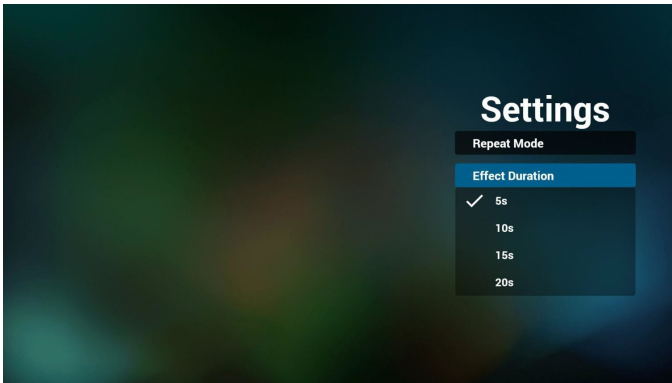 Settings
Repeat Mode
Effect Duration
5s
10s
15s
20s